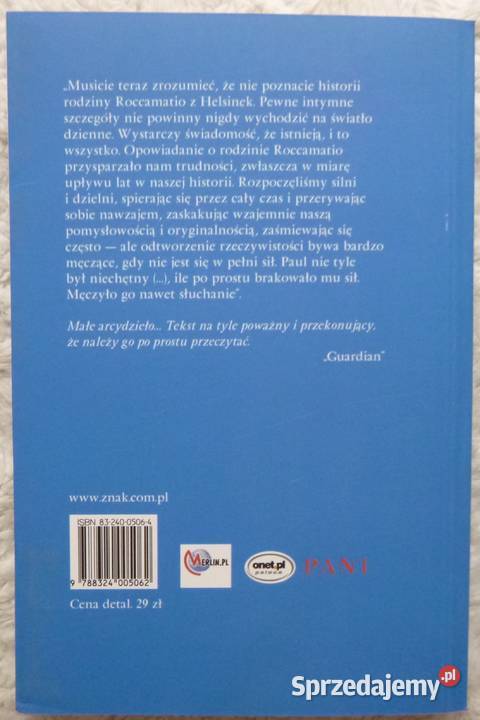 „Musicie teraz zrozumieć, że nie poznacie historii
rodziny Roccamatio z Helsinek. Pewne intymne
szczegóły nie powinny nigdy wychodzić na światło
dzienne. Wystarczy świadomość, że istnieją, i to
wszystko. Opowiadanie o rodzinie Roccamatio
przysparzało nam trudności, zwłaszcza w miarę
upływu lat w naszej historii. Rozpoczęliśmy silni
i dzielni, spierając się przez cały czas i przerywając
sobie nawzajem, zaskakując wzajemnie naszą
pomysłowością i oryginalnością, zaśmiewając się
często — ale odtworzenie rzeczywistości bywa bardzo
męczące, gdy nie jest się w pełni sił. Paul nie tyle
był niechętny (...), ile po prostu brakowało mu sił.
Męczyło go nawet słuchanie”.
Małe arcydzieło... Tekst na tyle poważny i przekonujący,
że należy go po prostu przeczytać.
„Guardian”
www.znak.com.pl
ISBN 83-240-0506-4
9 788324 005062
MERLIN.PL
onet.pl
poleca
PANI
Cena detal. 29 zł
Sprzedajemy.pl